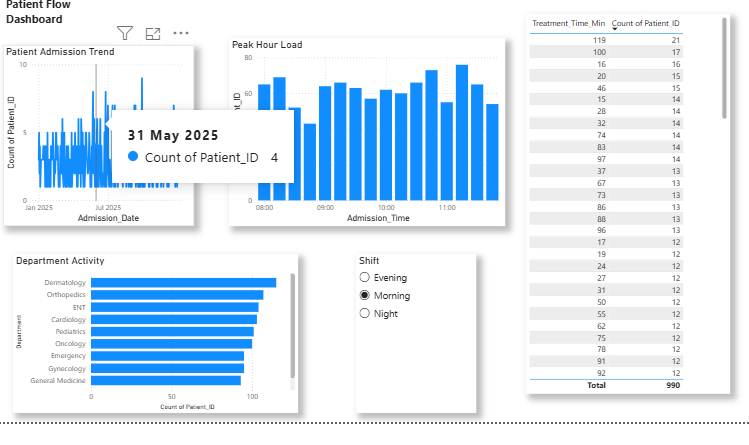 Patient Flow
Dashboard
Patient Admission Trend
10
5
0
Count of Patient_ID
Jan 2025
Jul 2025
Admission_Date
31 May 2025
Count of Patient_ID 4
Peak Hour Load
80
60
_ID
08:00
09:00
10:00
11:00
Admission_Time
Treatment_Time_Min Count of Patient_ID
119 21
100 17
16 16
20 15
46 15
15 14
28 14
32 14
74 14
83 14
97 14
37 13
67 13
73 13
86 13
88 13
96 13
17 12
19 12
24 12
27 12
31 12
50 12
55 12
62 12
75 12
78 12
91 12
92 12
Total 990
Department Activity
Department
Dermatology
Orthopedics
ENT
Cardiology
Pediatrics
Oncology
Emergency
Gynecology
General Medicine
0
50
100
Count of Patient_ID
Shift
Evening
Morning
Night